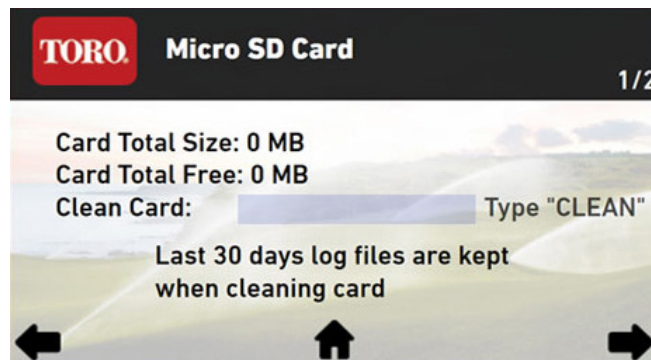 TORO.
Micro SD Card
1/2
Card Total Size: 0 MB
Card Total Free: 0 MB
Clean Card: Type "CLEAN"
Last 30 days log files are kept
when cleaning card